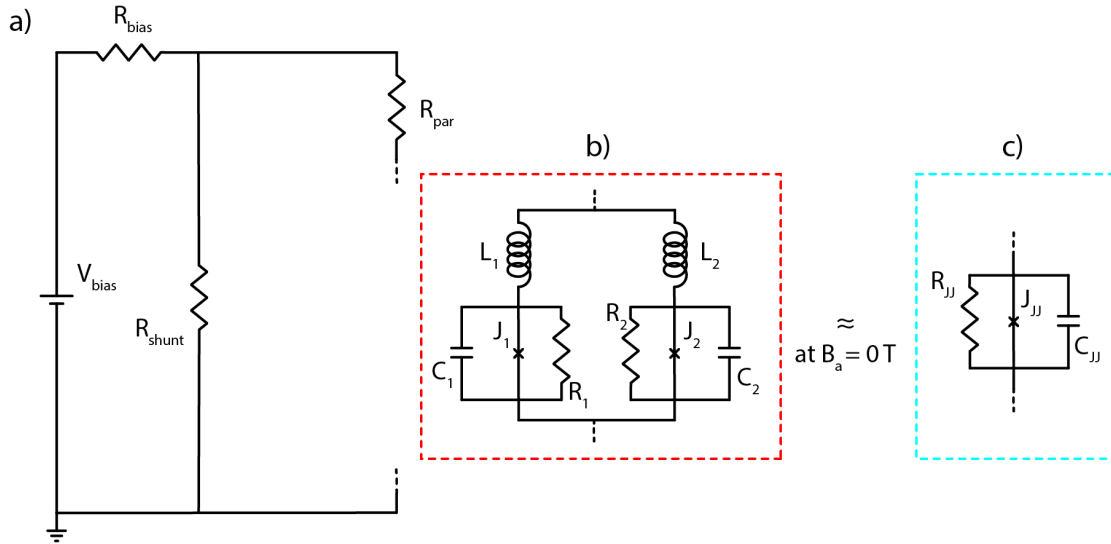 a)
R_bias
R_par
V_bias
R_shunt
b)
L_1
L_2
J_1
R_2
J_2
C_1
R_1
C_2
≈
at B_a = 0 T
c)
R_JJ
J_JJ
C_JJ